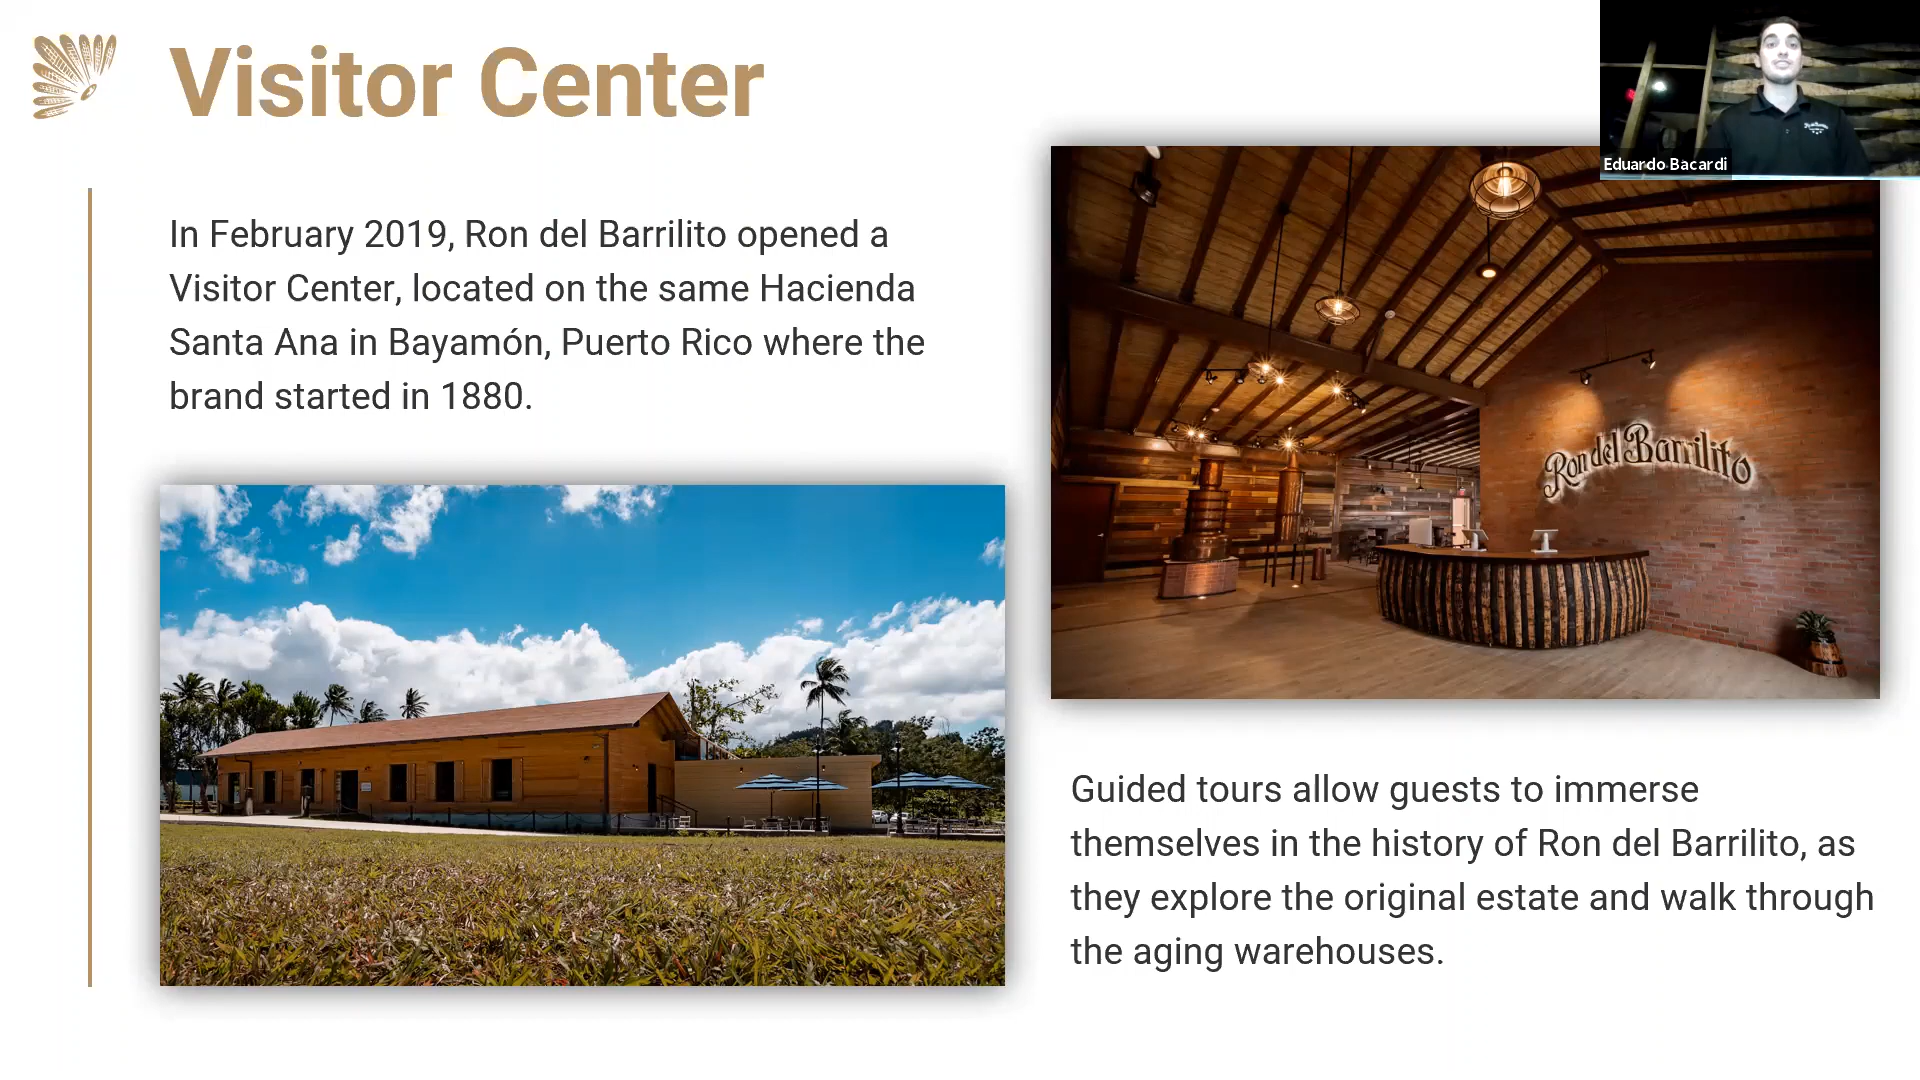 Visitor Center
Eduardo Bacardi
In February 2019, Ron del Barrilito opened a
Visitor Center, located on the same Hacienda
Santa Ana in Bayamón, Puerto Rico where the
brand started in 1880.
Ron del Barrilito
Guided tours allow guests to immerse
themselves in the history of Ron del Barrilito, as
they explore the original estate and walk through
the aging warehouses.